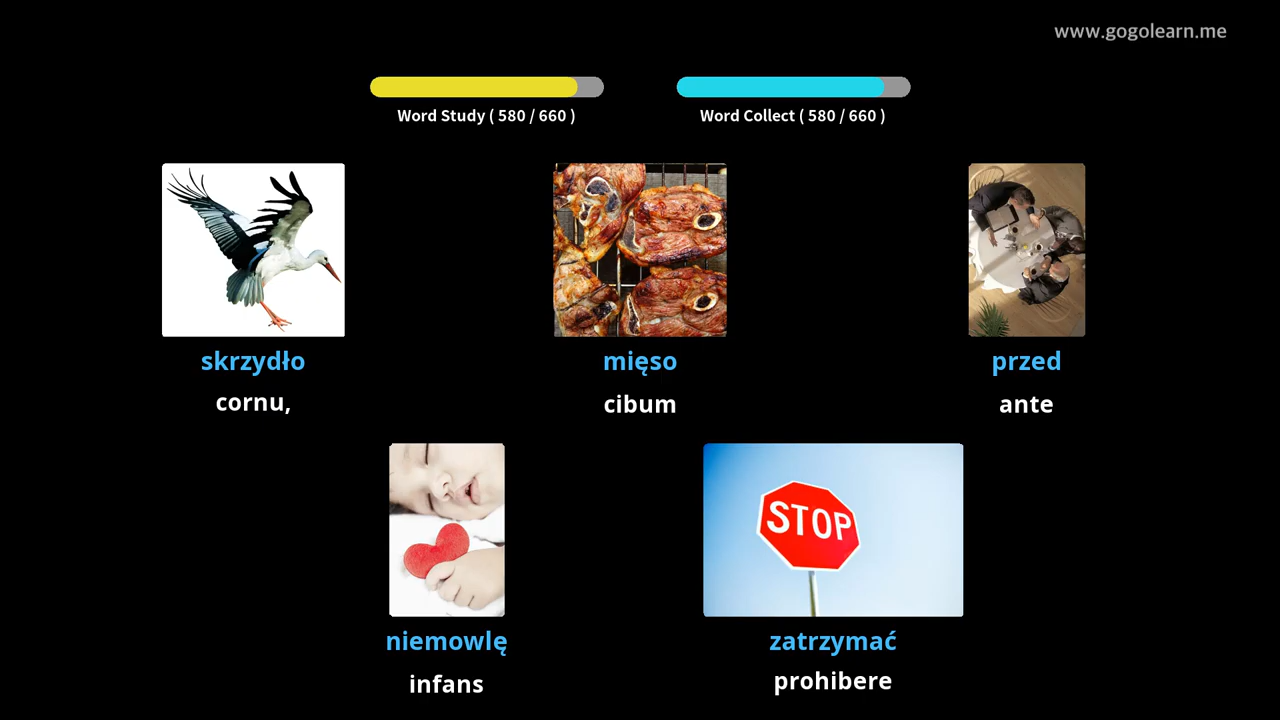 www.gogolearn.me
Word Study ( 580 / 660 )
Word Collect ( 580 / 660 )
skrzydło
cornu,
mięso
cibum
przed
ante
niemowlę
infans
STOP
zatrzymać
prohibere